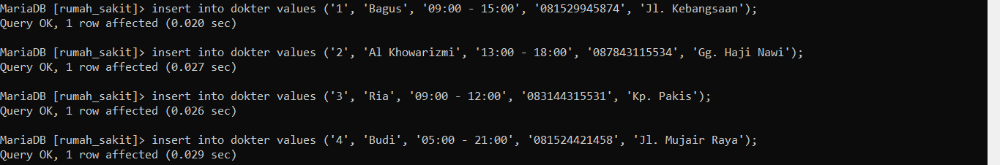 MariaDB [rumah_sakit]> insert into dokter values ('1', 'Bagus', '09:00 - 15:00', '081529945874', 'Jl. Kebangsaan');
Query OK, 1 row affected (0.020 sec)
MariaDB [rumah_sakit]> insert into dokter values ('2', 'Al Khowarizmi', '13:00 - 18:00', '087843115534', 'Gg. Haji Nawi');
Query OK, 1 row affected (0.027 sec)
MariaDB [rumah_sakit]> insert into dokter values ('3', 'Ria', '09:00 - 12:00', '083144315531', 'Kp. Pakis');
Query OK, 1 row affected (0.026 sec)
MariaDB [rumah_sakit]> insert into dokter values ('4', 'Budi', '05:00 - 21:00', '081524421458', 'Jl. Mujair Raya');
Query OK, 1 row affected (0.029 sec)